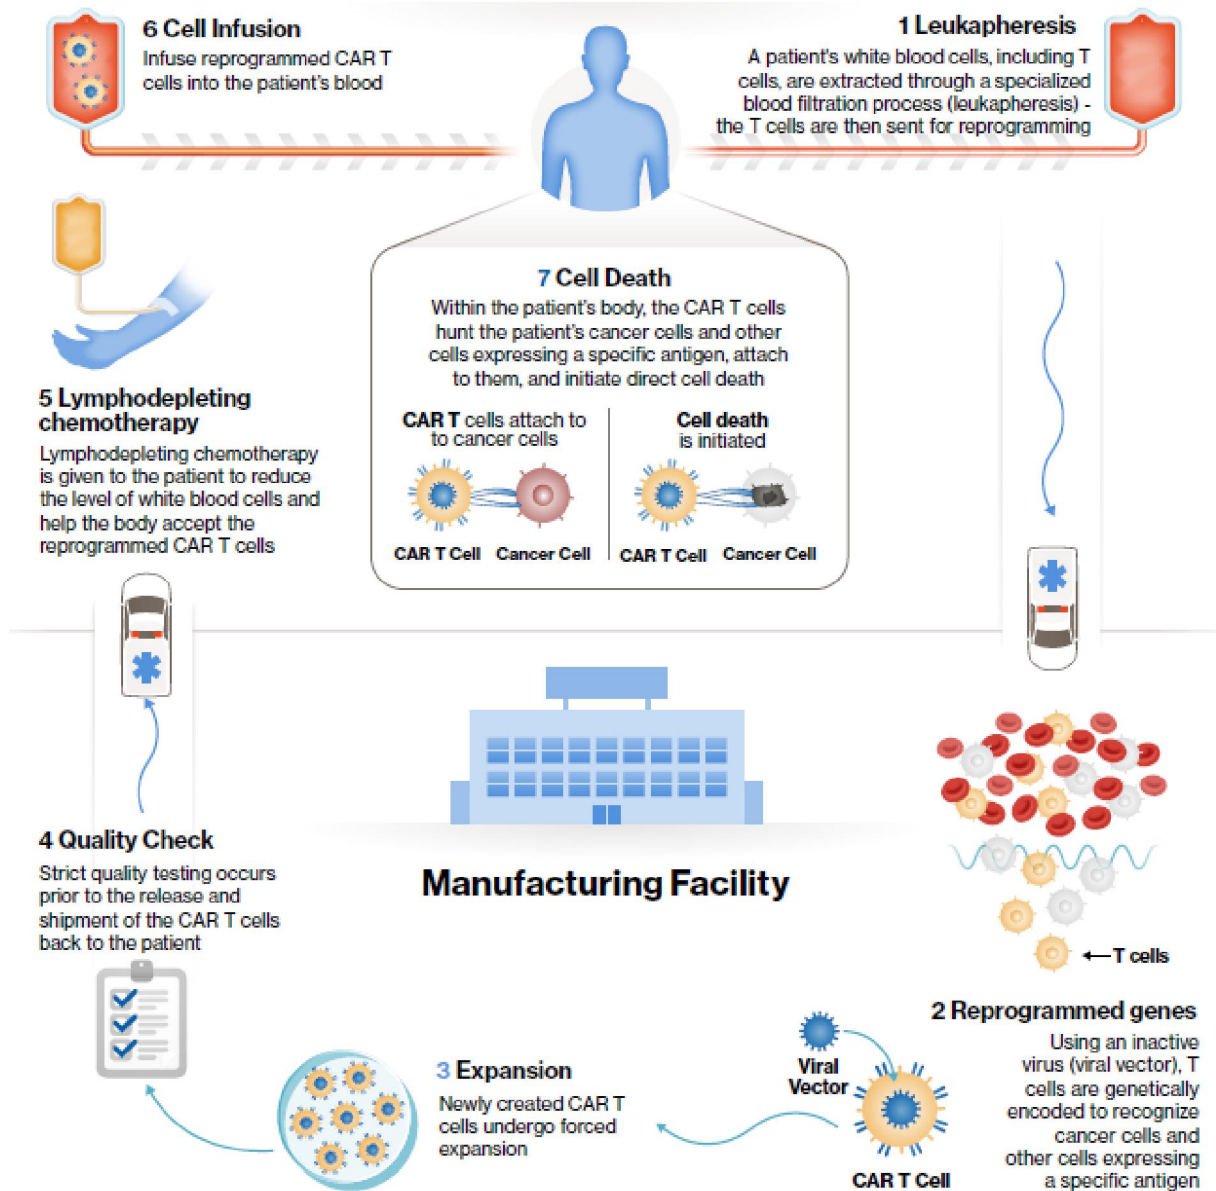 6 Cell Infusion
Infuse reprogrammed CAR T
cells into the patient's blood
1 Leukapheresis
A patient's white blood cells, including T
cells, are extracted through a specialized
blood filtration process (leukapheresis) -
the T cells are then sent for reprogramming
7 Cell Death
Within the patient's body, the CAR T cells
hunt the patient's cancer cells and other
cells expressing a specific antigen, attach
to them, and initiate direct cell death
CAR T cells attach to
to cancer cells
Cell death
is initiated
CAR T Cell
Cancer Cell
CAR T Cell
Cancer Cell
5 Lymphodepleting
chemotherapy
Lymphodepleting chemotherapy
is given to the patient to reduce
the level of white blood cells and
help the body accept the
reprogrammed CAR T cells
Manufacturing Facility
4 Quality Check
Strict quality testing occurs
prior to the release and
shipment of the CAR T cells
back to the patient
T cells
2 Reprogrammed genes
Using an inactive
virus (viral vector), T
cells are genetically
encoded to recognize
cancer cells and
other cells expressing
a specific antigen
Viral
Vector
CAR T Cell
3 Expansion
Newly created CAR T
cells undergo forced
expansion